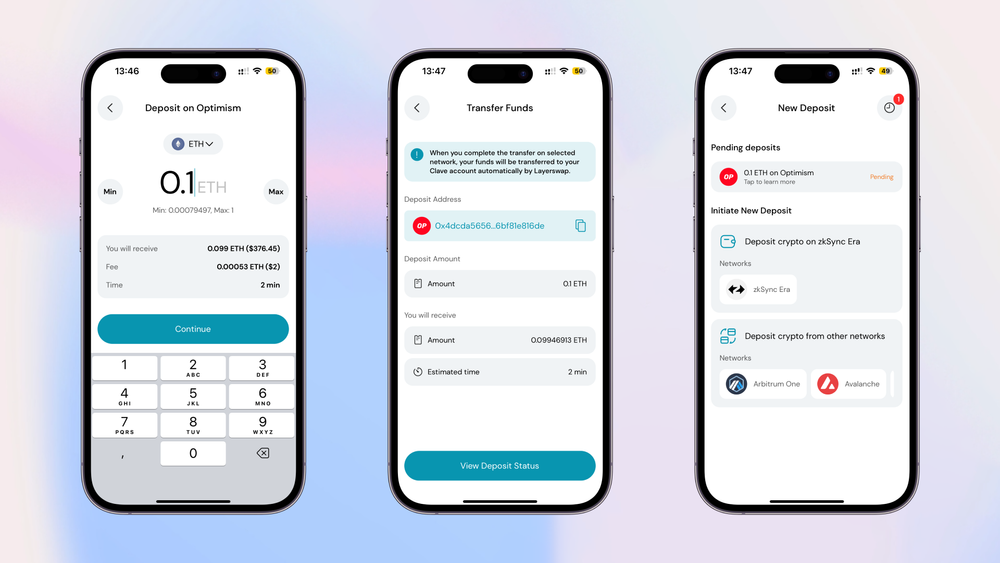 13:46
50
Deposit on Optimism
ETH
0.1 ETH
Min
Max
Min: 0.00079497, Max: 1
You will receive 0.099 ETH ($376.45)
Fee 0.00053 ETH ($2)
Time 2 min
Continue
1
2 ABC
3 DEF
4 GHI
5 JKL
6 MNO
7 PQRS
8 TUV
9 WXYZ
,
0
13:47
50
Transfer Funds
When you complete the transfer on selected
network, your funds will be transferred to your
Clave account automatically by Layerswap.
Deposit Address
OP 0x4dcda5656...6bf81e816de
Deposit Amount
Amount 0.1 ETH
You will receive
Amount 0.09946913 ETH
Estimated time 2 min
View Deposit Status
13:47
49
New Deposit
1
Pending deposits
OP
0.1 ETH on Optimism
Tap to learn more
Pending
Initiate New Deposit
Deposit crypto on zkSync Era
Networks
zkSync Era
Deposit crypto from other networks
Networks
Arbitrum One
Avalanche